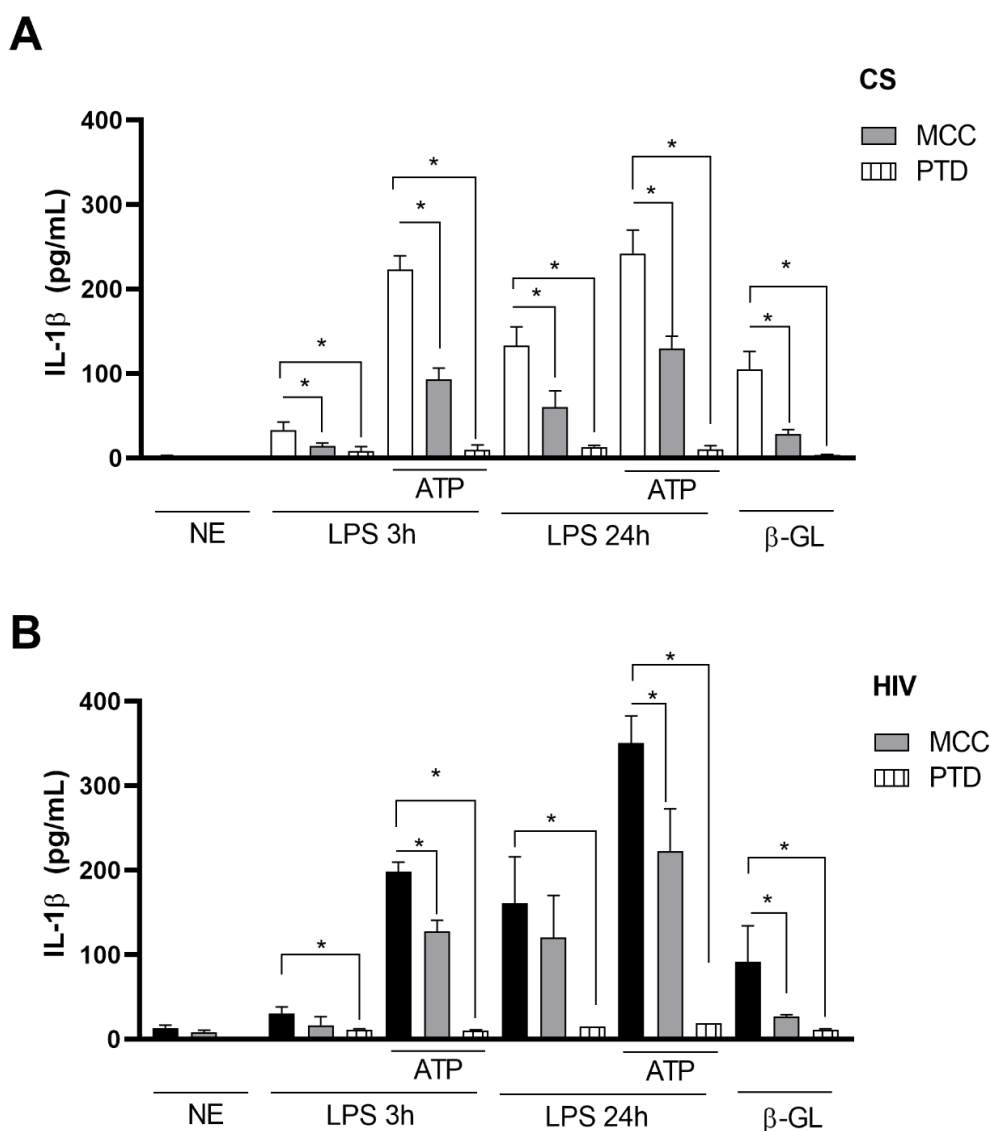 A
CS
MCC
PTD
IL-1β (pg/mL)
400
300
200
100
0
* * * * * * * * * *
ATP ATP
NE LPS 3h LPS 24h β-GL
B
HIV
MCC
PTD
IL-1β (pg/mL)
400
300
200
100
0
* * * * * * * *
ATP ATP
NE LPS 3h LPS 24h β-GL